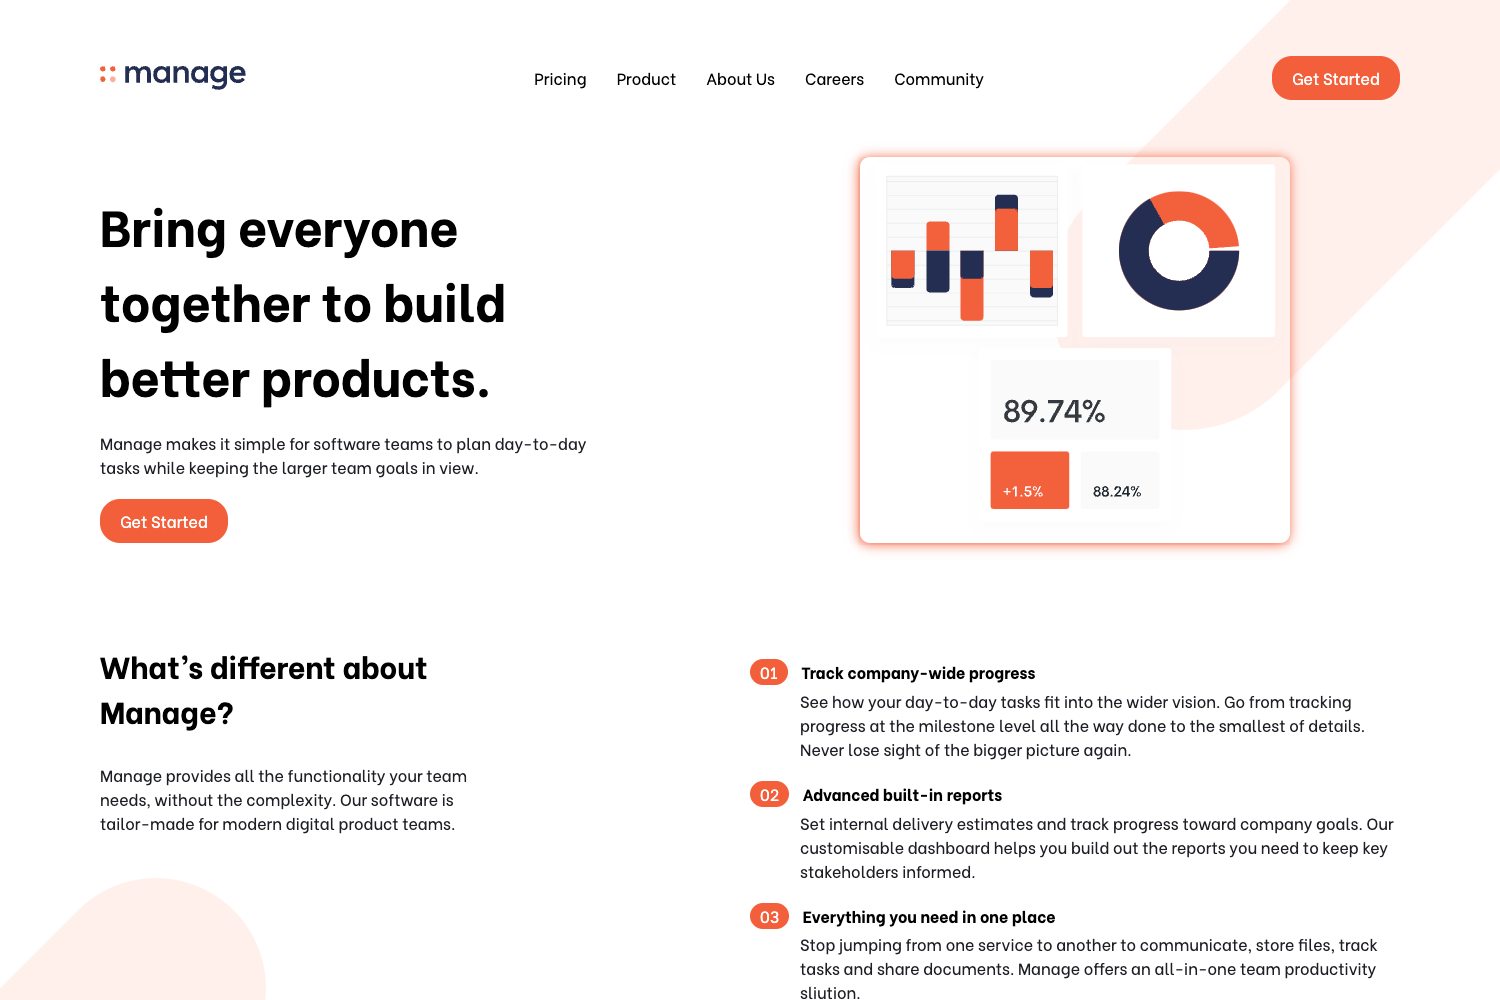 manage
Pricing Product About Us Careers Community
Get Started
Bring everyone
together to build
better products.
Manage makes it simple for software teams to plan day-to-day
tasks while keeping the larger team goals in view.
Get Started
89.74%
+1.5% 88.24%
What's different about
Manage?
Manage provides all the functionality your team
needs, without the complexity. Our software is
tailor-made for modern digital product teams.
01 Track company-wide progress
See how your day-to-day tasks fit into the wider vision. Go from tracking
progress at the milestone level all the way done to the smallest of details.
Never lose sight of the bigger picture again.
02 Advanced built-in reports
Set internal delivery estimates and track progress toward company goals. Our
customisable dashboard helps you build out the reports you need to keep key
stakeholders informed.
03 Everything you need in one place
Stop jumping from one service to another to communicate, store files, track
tasks and share documents. Manage offers an all-in-one team productivity
sliution.